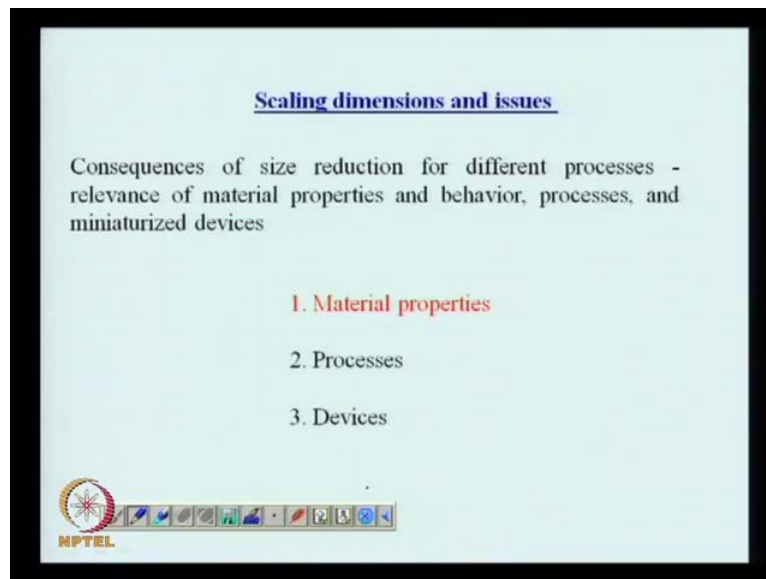 Scaling dimensions and issues
Consequences of size reduction for different processes -
relevance of material properties and behavior, processes, and
miniaturized devices
1. Material properties
2. Processes
3. Devices
NPTEL